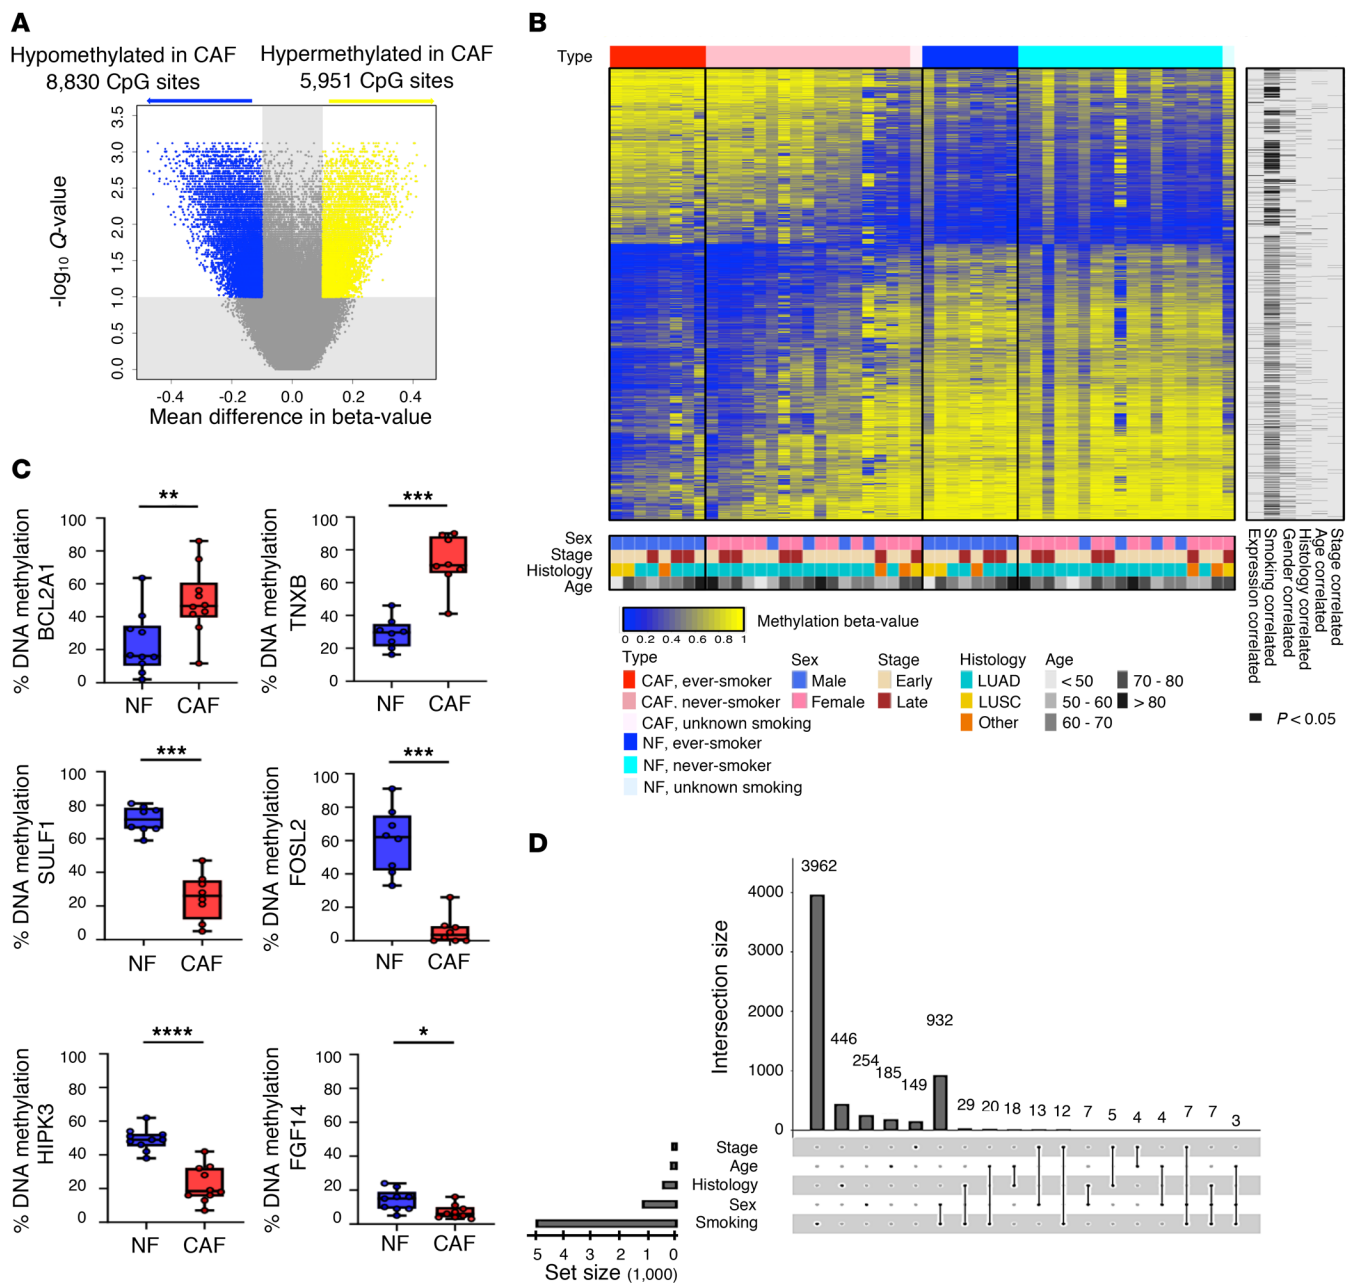 A
Hypomethylated in CAF
8,830 CpG sites
Hypermethylated in CAF
5,951 CpG sites
-log10 Q-value
3.5
3.0
2.5
2.0
1.5
1.0
0.5
0.0
-0.4
-0.2
0.0
0.2
0.4
Mean difference in beta-value
B
Type
Sex
Stage
Histology
Age
Expression correlated
Smoking correlated
Gender correlated
Histology correlated
Age correlated
Stage correlated
P < 0.05
0 0.2 0.4 0.6 0.8 1
Methylation beta-value
Type
CAF, ever-smoker
CAF, never-smoker
CAF, unknown smoking
NF, ever-smoker
NF, never-smoker
NF, unknown smoking
Sex
Male
Female
Stage
Early
Late
Histology
LUAD
LUSC
Other
Age
< 50
50 - 60
60 - 70
70 - 80
> 80
C
% DNA methylation
BCL2A1
100
80
60
40
20
0
**
NF
CAF
% DNA methylation
TNXB
100
80
60
40
20
0
***
NF
CAF
% DNA methylation
SULF1
100
80
60
40
20
0
***
NF
CAF
% DNA methylation
FOSL2
100
80
60
40
20
0
***
NF
CAF
% DNA methylation
HIPK3
100
80
60
40
20
0
****
NF
CAF
% DNA methylation
FGF14
100
80
60
40
20
0
*
NF
CAF
D
Intersection size
4000
3000
2000
1000
0
3962
446
254
185
149
932
29
20
18
13
12
7
5
4
4
7
7
3
Stage
Age
Histology
Sex
Smoking
5 4 3 2 1 0
Set size (1,000)